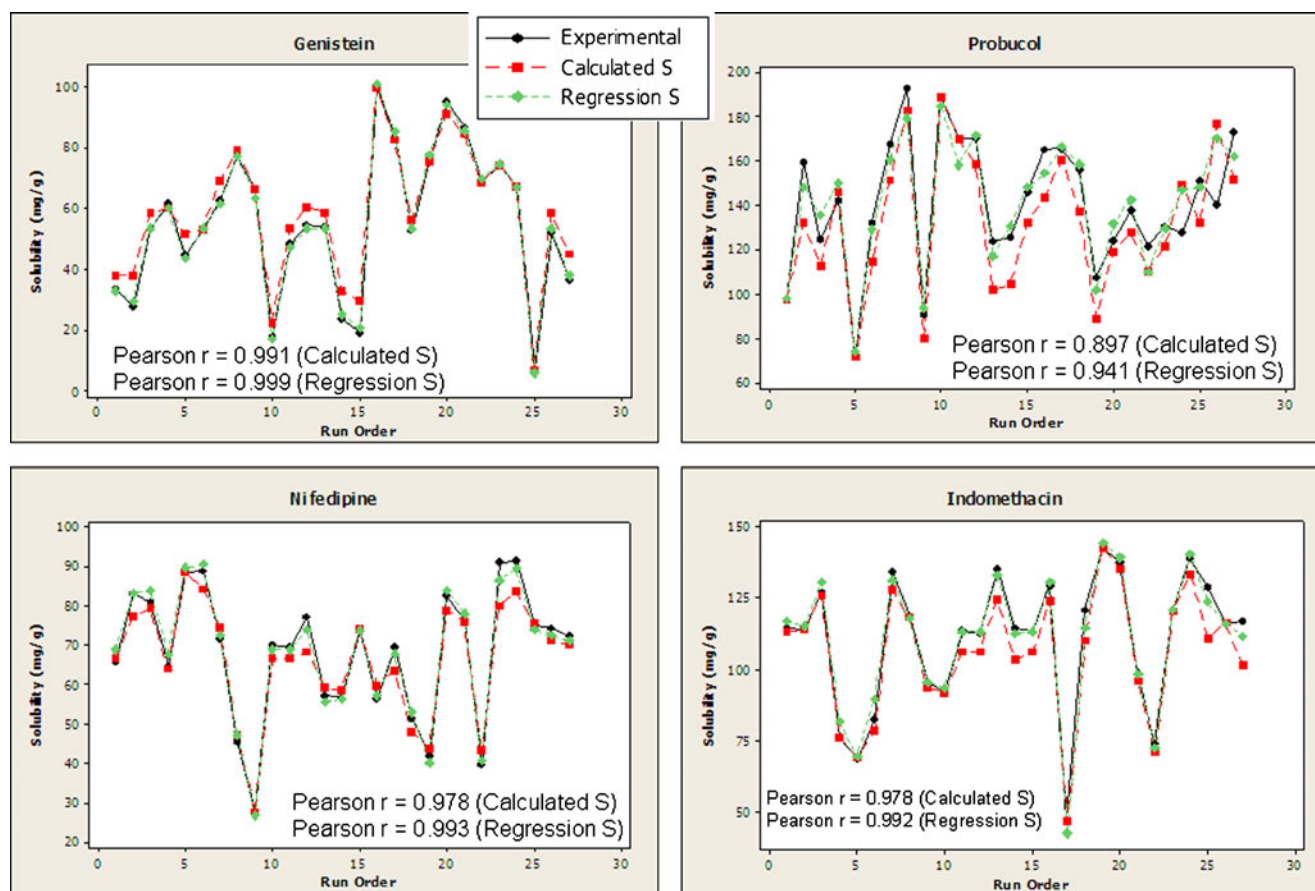 Genistein
Experimental
Calculated S
Regression S
Probucol
Solubility (mg/g)
100
80
60
40
20
0
Pearson r = 0.991 (Calculated S)
Pearson r = 0.999 (Regression S)
0 5 10 15 20 25 30
Run Order
Solubility (mg/g)
200
180
160
140
120
100
80
60
Pearson r = 0.897 (Calculated S)
Pearson r = 0.941 (Regression S)
0 5 10 15 20 25 30
Run Order
Nifedipine
Solubility (mg/g)
100
90
80
70
60
50
40
30
20
Pearson r = 0.978 (Calculated S)
Pearson r = 0.993 (Regression S)
0 5 10 15 20 25 30
Run Order
Indomethacin
Solubility (mg/g)
150
125
100
75
50
Pearson r = 0.978 (Calculated S)
Pearson r = 0.992 (Regression S)
0 5 10 15 20 25 30
Run Order